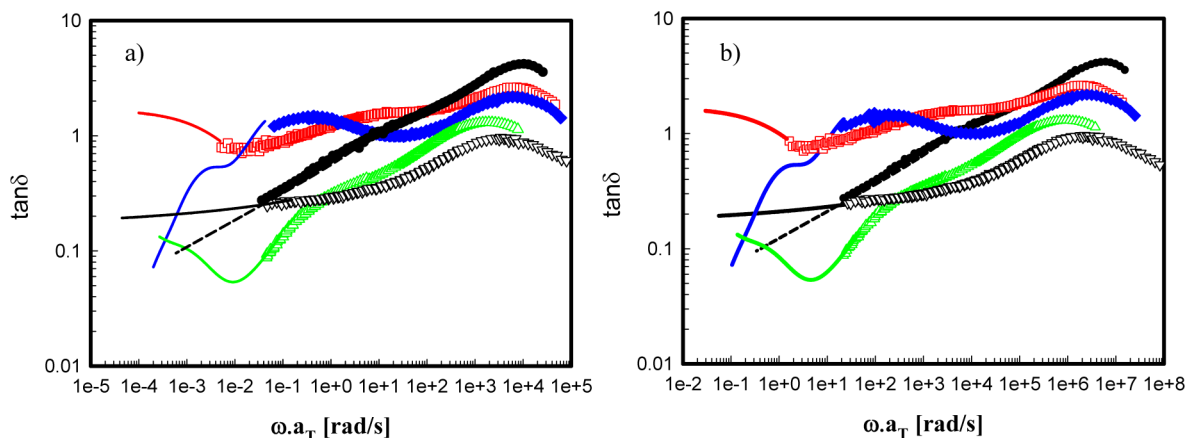 a)
10
1
0.1
0.01
tanδ
1e-5 1e-4 1e-3 1e-2 1e-1 1e+0 1e+1 1e+2 1e+3 1e+4 1e+5
ω.aT [rad/s]
b)
10
1
0.1
0.01
tanδ
1e-2 1e-1 1e+0 1e+1 1e+2 1e+3 1e+4 1e+5 1e+6 1e+7 1e+8
ω.aT [rad/s]